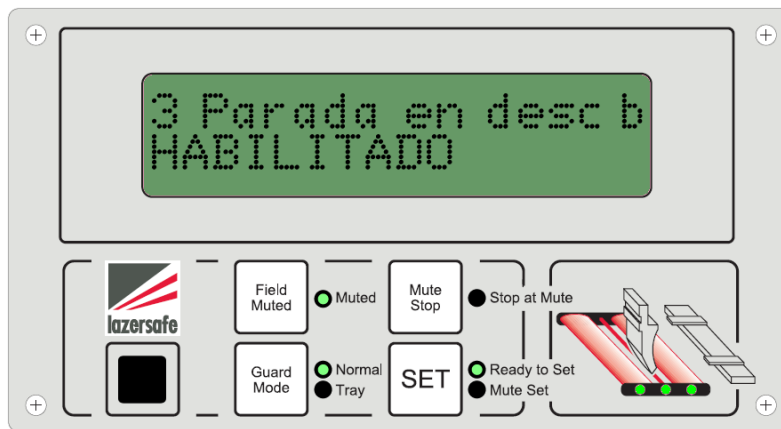 3 Parada en desc b
HABILITADO
lazersafe
Field
Muted
Muted
Mute
Stop
Stop at Mute
Guard
Mode
Normal
Tray
SET
Ready to Set
Mute Set